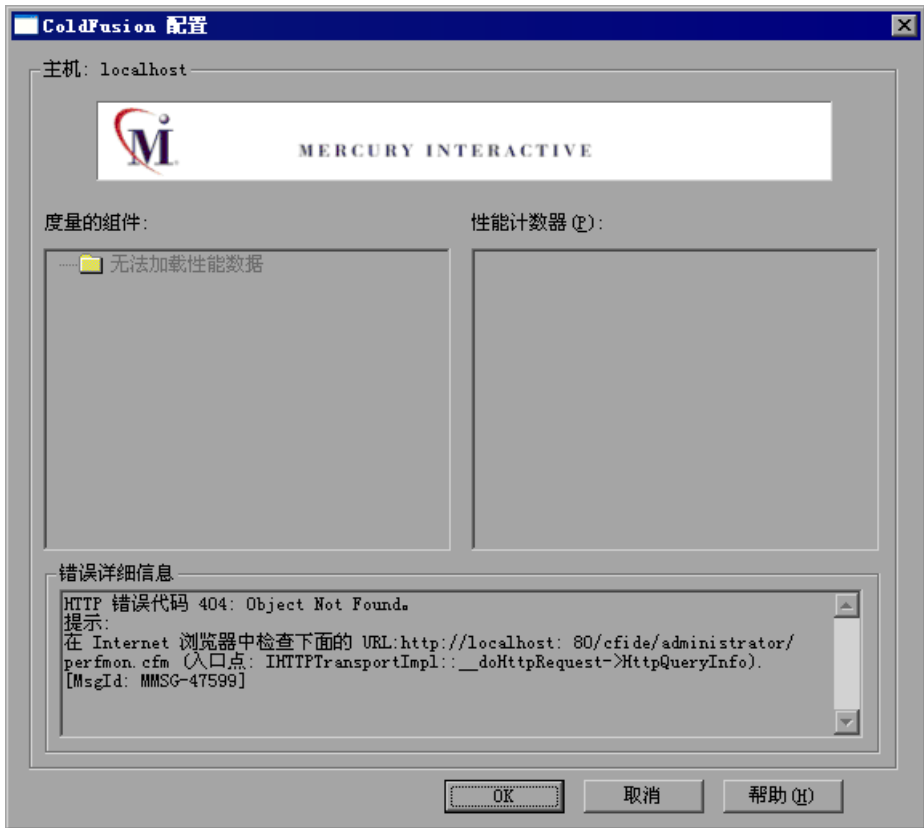 ColdFusion 配置
主机: localhost
M
MERCURY INTERACTIVE
度量的组件:
性能计数器(P):
无法加载性能数据
错误详细信息
HTTP 错误代码 404: Object Not Found。
提示:
在 Internet 浏览器中检查下面的 URL:http://localhost: 80/cfide/administrator/
perfmon.cfm (入口点: IHTTPTransportImpl::__doHttpRequest->HttpQueryInfo).
[MsgId: MMSG-47599]
OK
取消
帮助(H)